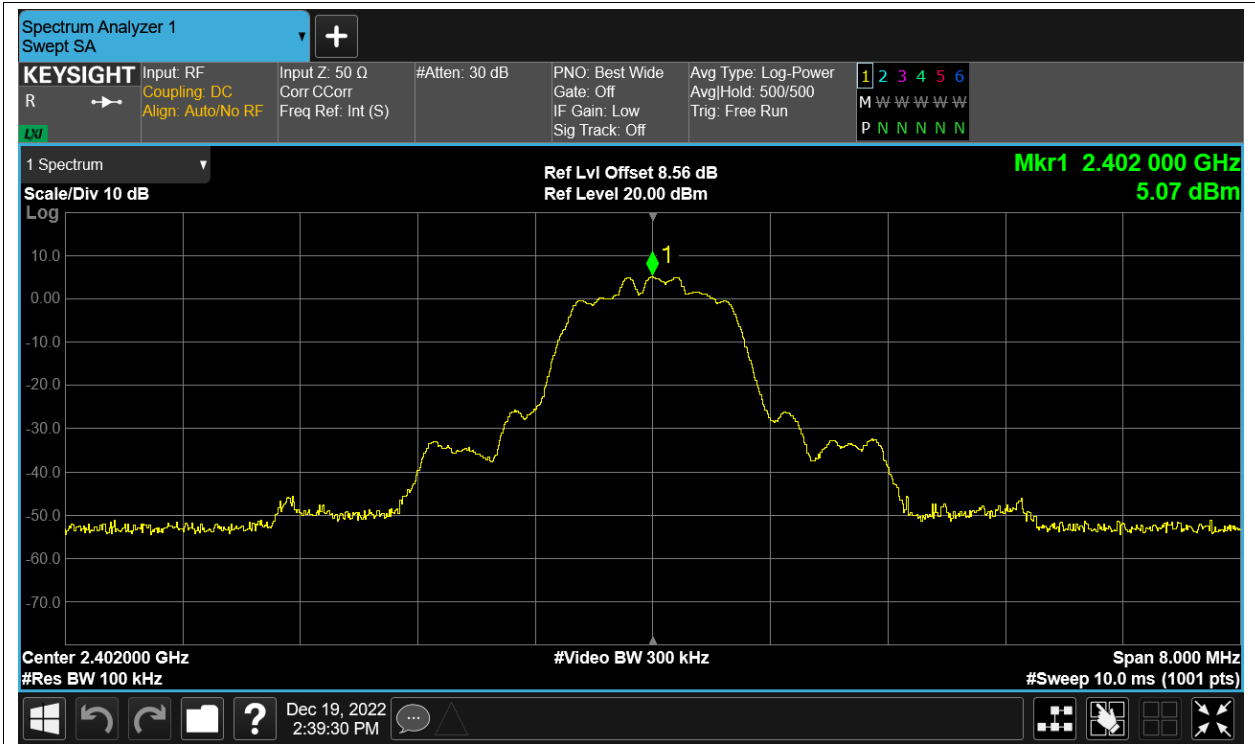 Spectrum Analyzer 1
Swept SA
KEYSIGHT
R
LXI
Input: RF
Coupling: DC
Align: Auto/No RF
Input Z: 50 Ω
Corr CCorr
Freq Ref: Int (S)
#Atten: 30 dB
PNO: Best Wide
Gate: Off
IF Gain: Low
Sig Track: Off
Avg Type: Log-Power
Avg|Hold: 500/500
Trig: Free Run
1 2 3 4 5 6
M W W W W W
P N N N N N
1 Spectrum
Scale/Div 10 dB
Log
Ref Lvl Offset 8.56 dB
Ref Level 20.00 dBm
Mkr1 2.402 000 GHz
5.07 dBm
1
10.0
0.00
-10.0
-20.0
-30.0
-40.0
-50.0
-60.0
-70.0
Center 2.402000 GHz
#Res BW 100 kHz
#Video BW 300 kHz
Span 8.000 MHz
#Sweep 10.0 ms (1001 pts)
?
Dec 19, 2022
2:39:30 PM